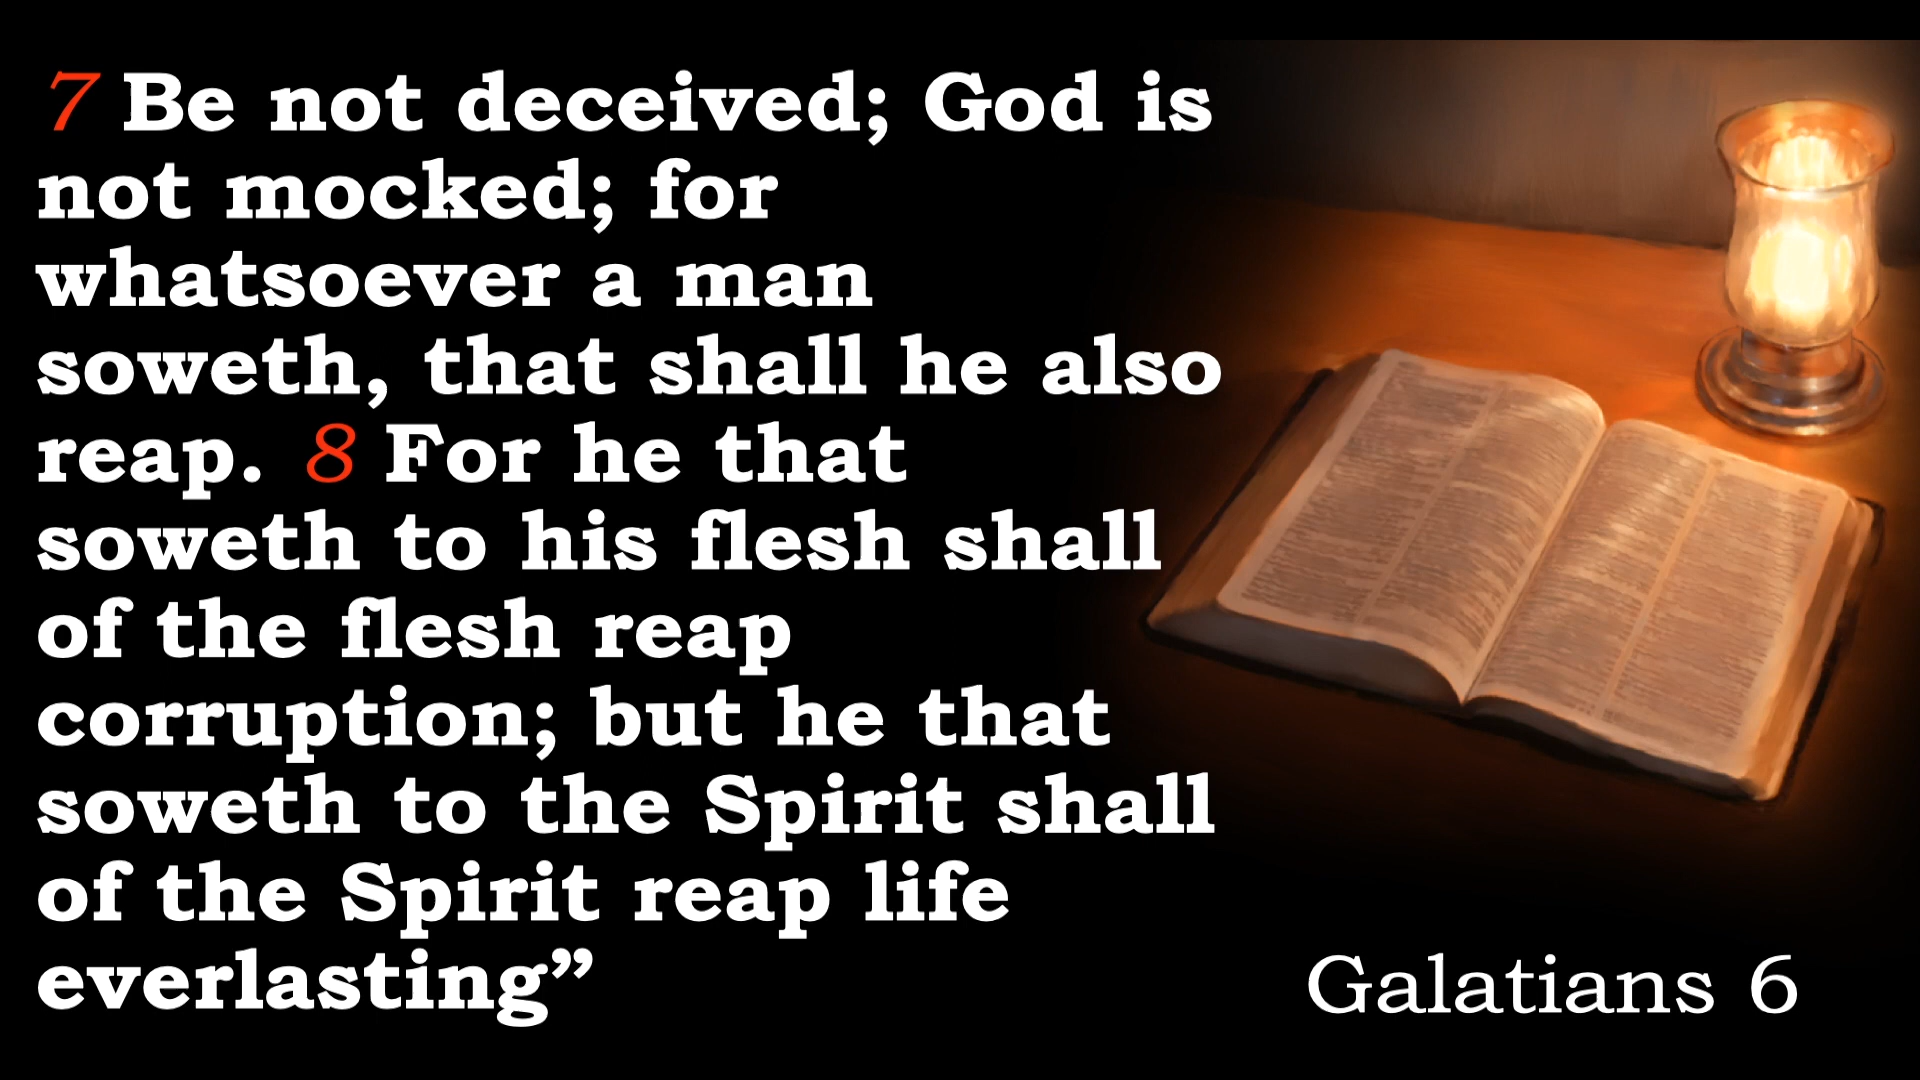 7 Be not deceived; God is
not mocked; for
whatsoever a man
soweth, that shall he also
reap. 8 For he that
soweth to his flesh shall
of the flesh reap
corruption; but he that
soweth to the Spirit shall
of the Spirit reap life
everlasting”
Galatians 6